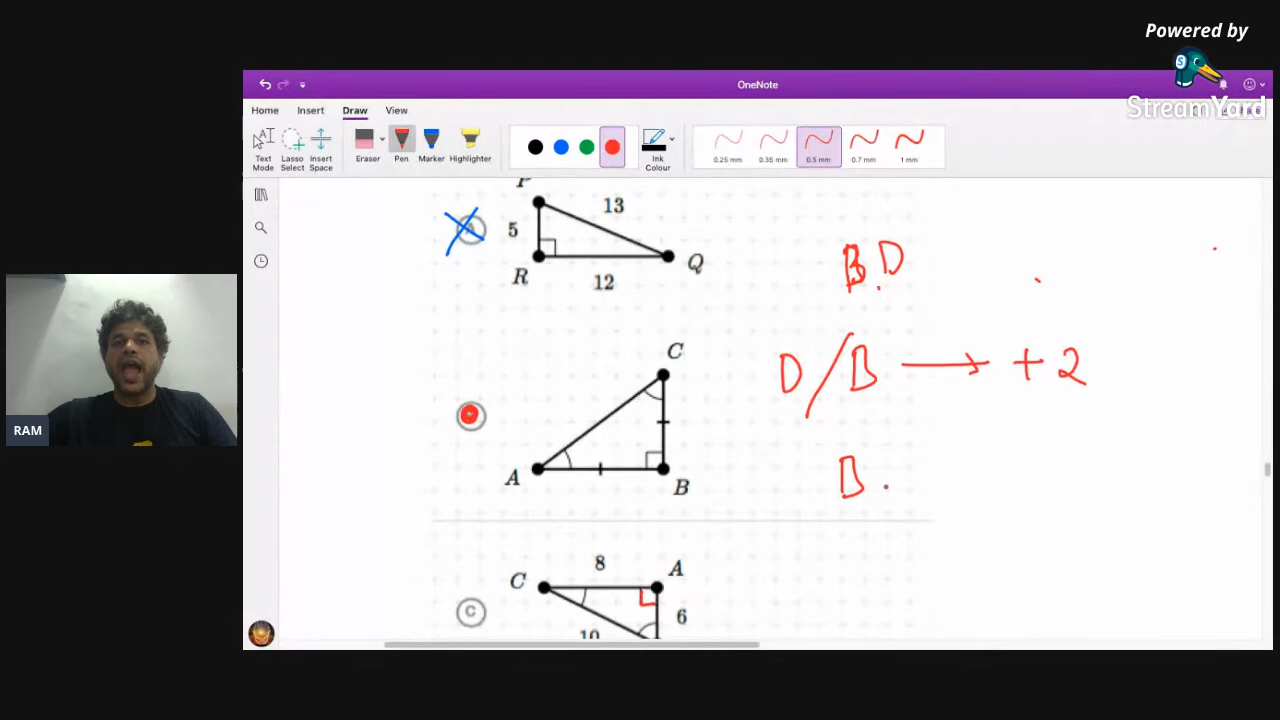 Powered by
S
StreamYard
OneNote
Home Insert Draw View
Text Mode
Lasso Select
Insert Space
Eraser
Pen
Marker
Highlighter
Ink Colour
0.25 mm
0.35 mm
0.5 mm
0.7 mm
1 mm
P
13
5
R
12
Q
B.D
D/B → +2
B.
C
A
B
RAM
8
C
A
C
6
10